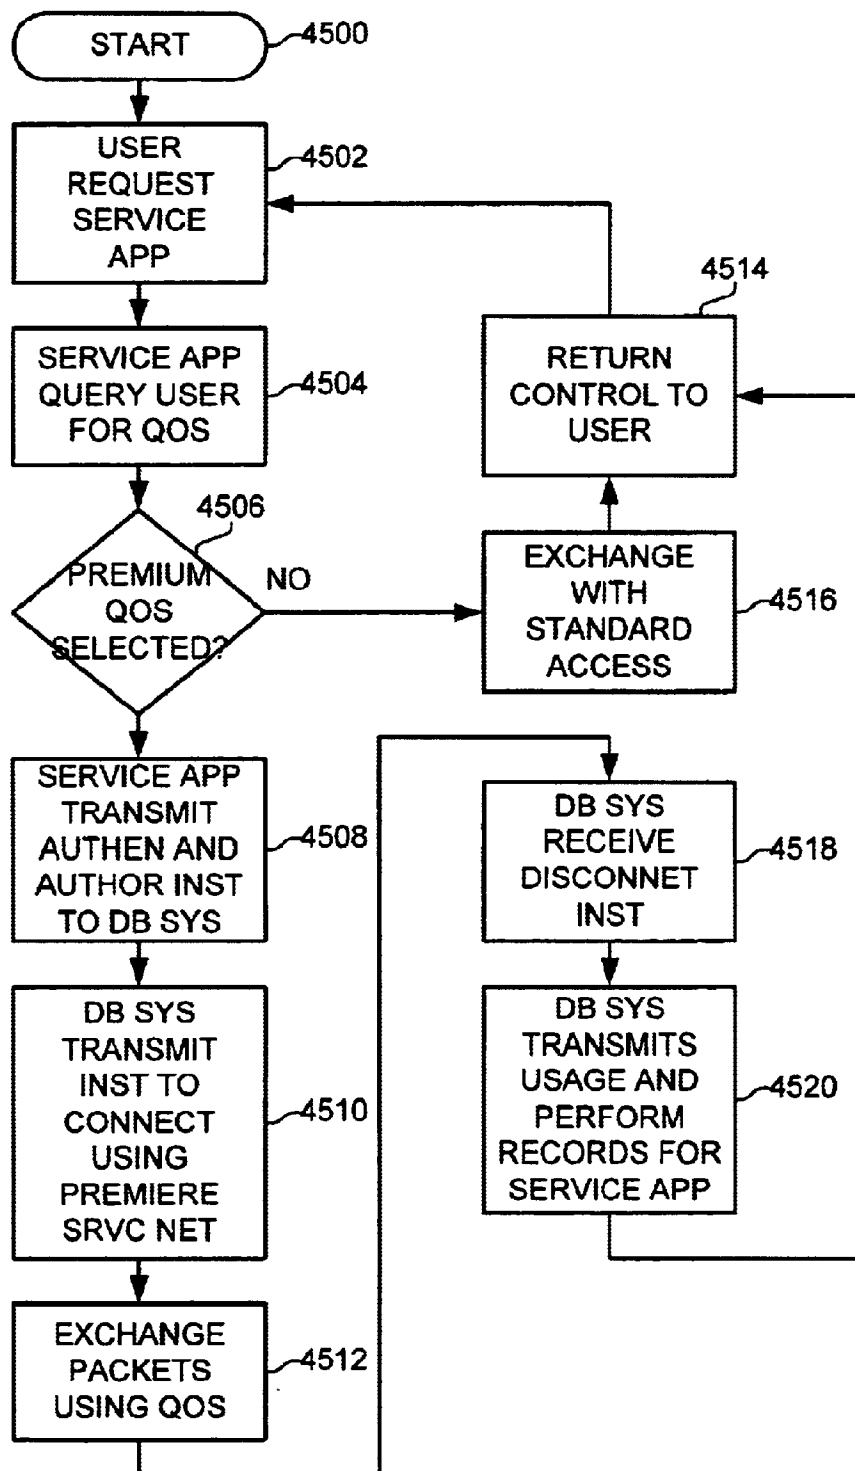 START
4500
USER
REQUEST
SERVICE
APP
4502
SERVICE APP
QUERY USER
FOR QOS
4504
4506
PREMIUM
QOS
SELECTED?
NO
SERVICE APP
TRANSMIT
AUTHEN AND
AUTHOR INST
TO DB SYS
4508
DB SYS
TRANSMIT
INST TO
CONNECT
USING
PREMIERE
SRVC NET
4510
EXCHANGE
PACKETS
USING QOS
4512
4514
RETURN
CONTROL TO
USER
EXCHANGE
WITH
STANDARD
ACCESS
4516
DB SYS
RECEIVE
DISCONNET
INST
4518
DB SYS
TRANSMITS
USAGE AND
PERFORM
RECORDS FOR
SERVICE APP
4520